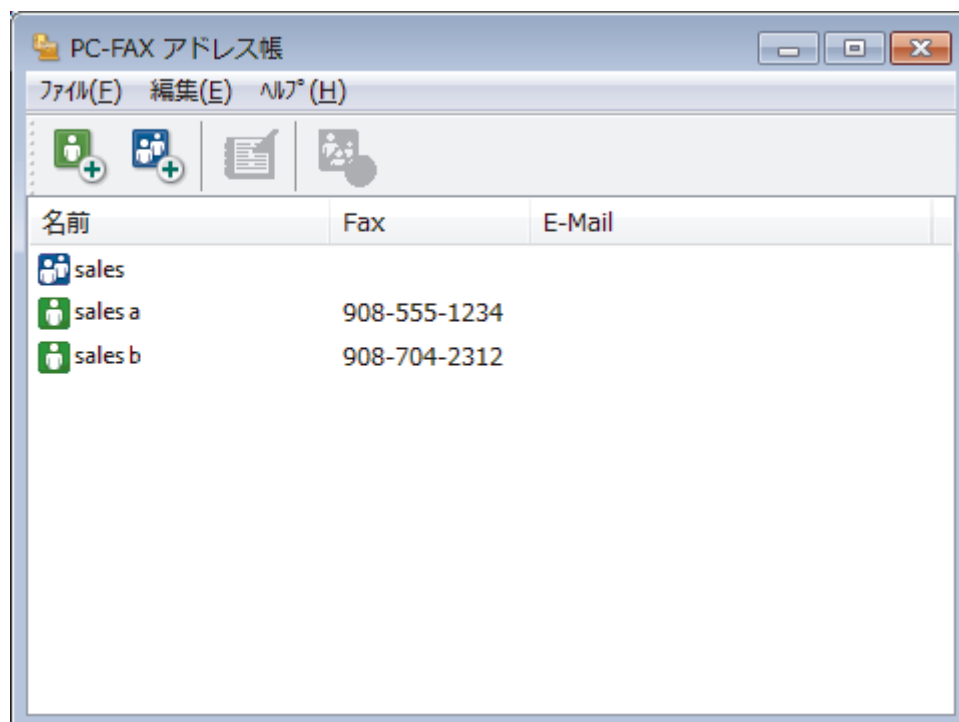 PC-FAX アドレス帳
ﾌｧｲﾙ(F) 編集(E) ﾍﾙﾌﾟ(H)
名前 Fax E-Mail
sales
sales a 908-555-1234
sales b 908-704-2312